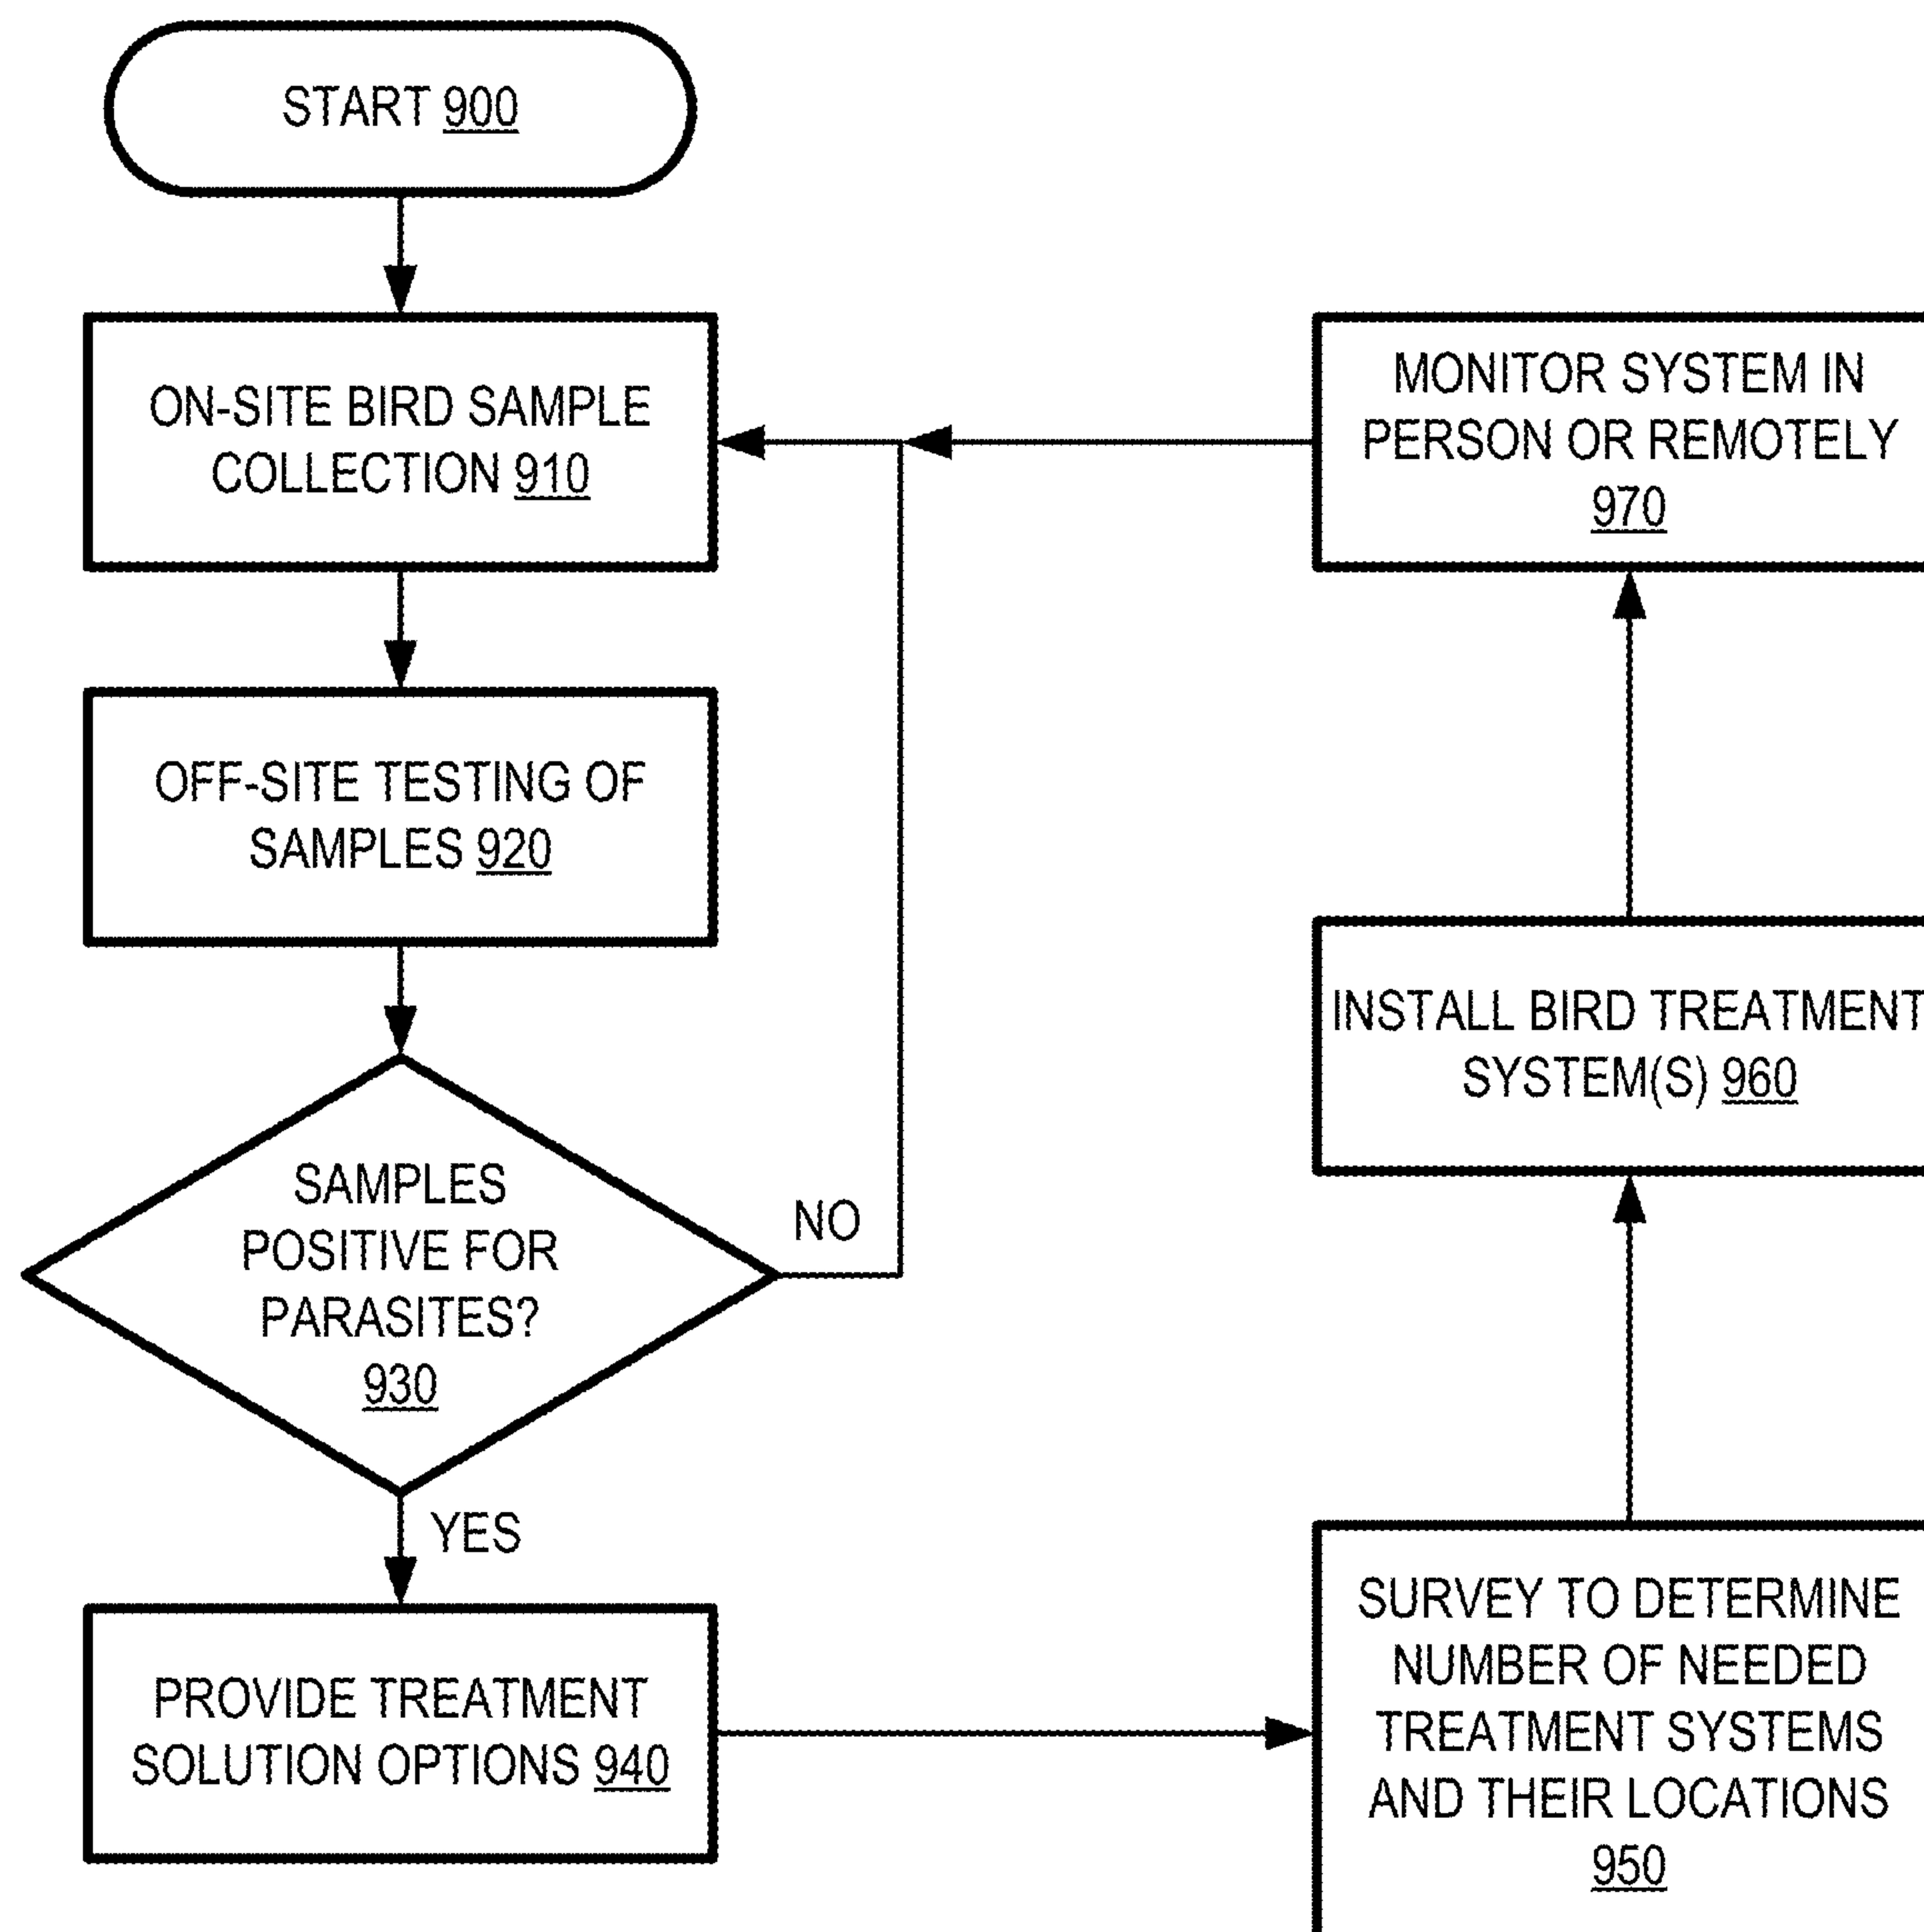 START 900
ON-SITE BIRD SAMPLE
COLLECTION 910
OFF-SITE TESTING OF
SAMPLES 920
SAMPLES
POSITIVE FOR
PARASITES?
930
NO
YES
PROVIDE TREATMENT
SOLUTION OPTIONS 940
SURVEY TO DETERMINE
NUMBER OF NEEDED
TREATMENT SYSTEMS
AND THEIR LOCATIONS
950
INSTALL BIRD TREATMENT
SYSTEM(S) 960
MONITOR SYSTEM IN
PERSON OR REMOTELY
970